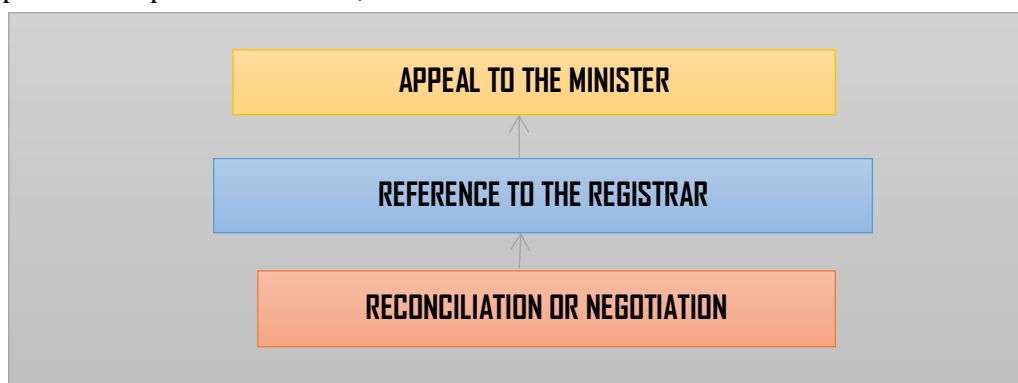 APPEAL TO THE MINISTER
REFERENCE TO THE REGISTRAR
RECONCILIATION OR NEGOTIATION